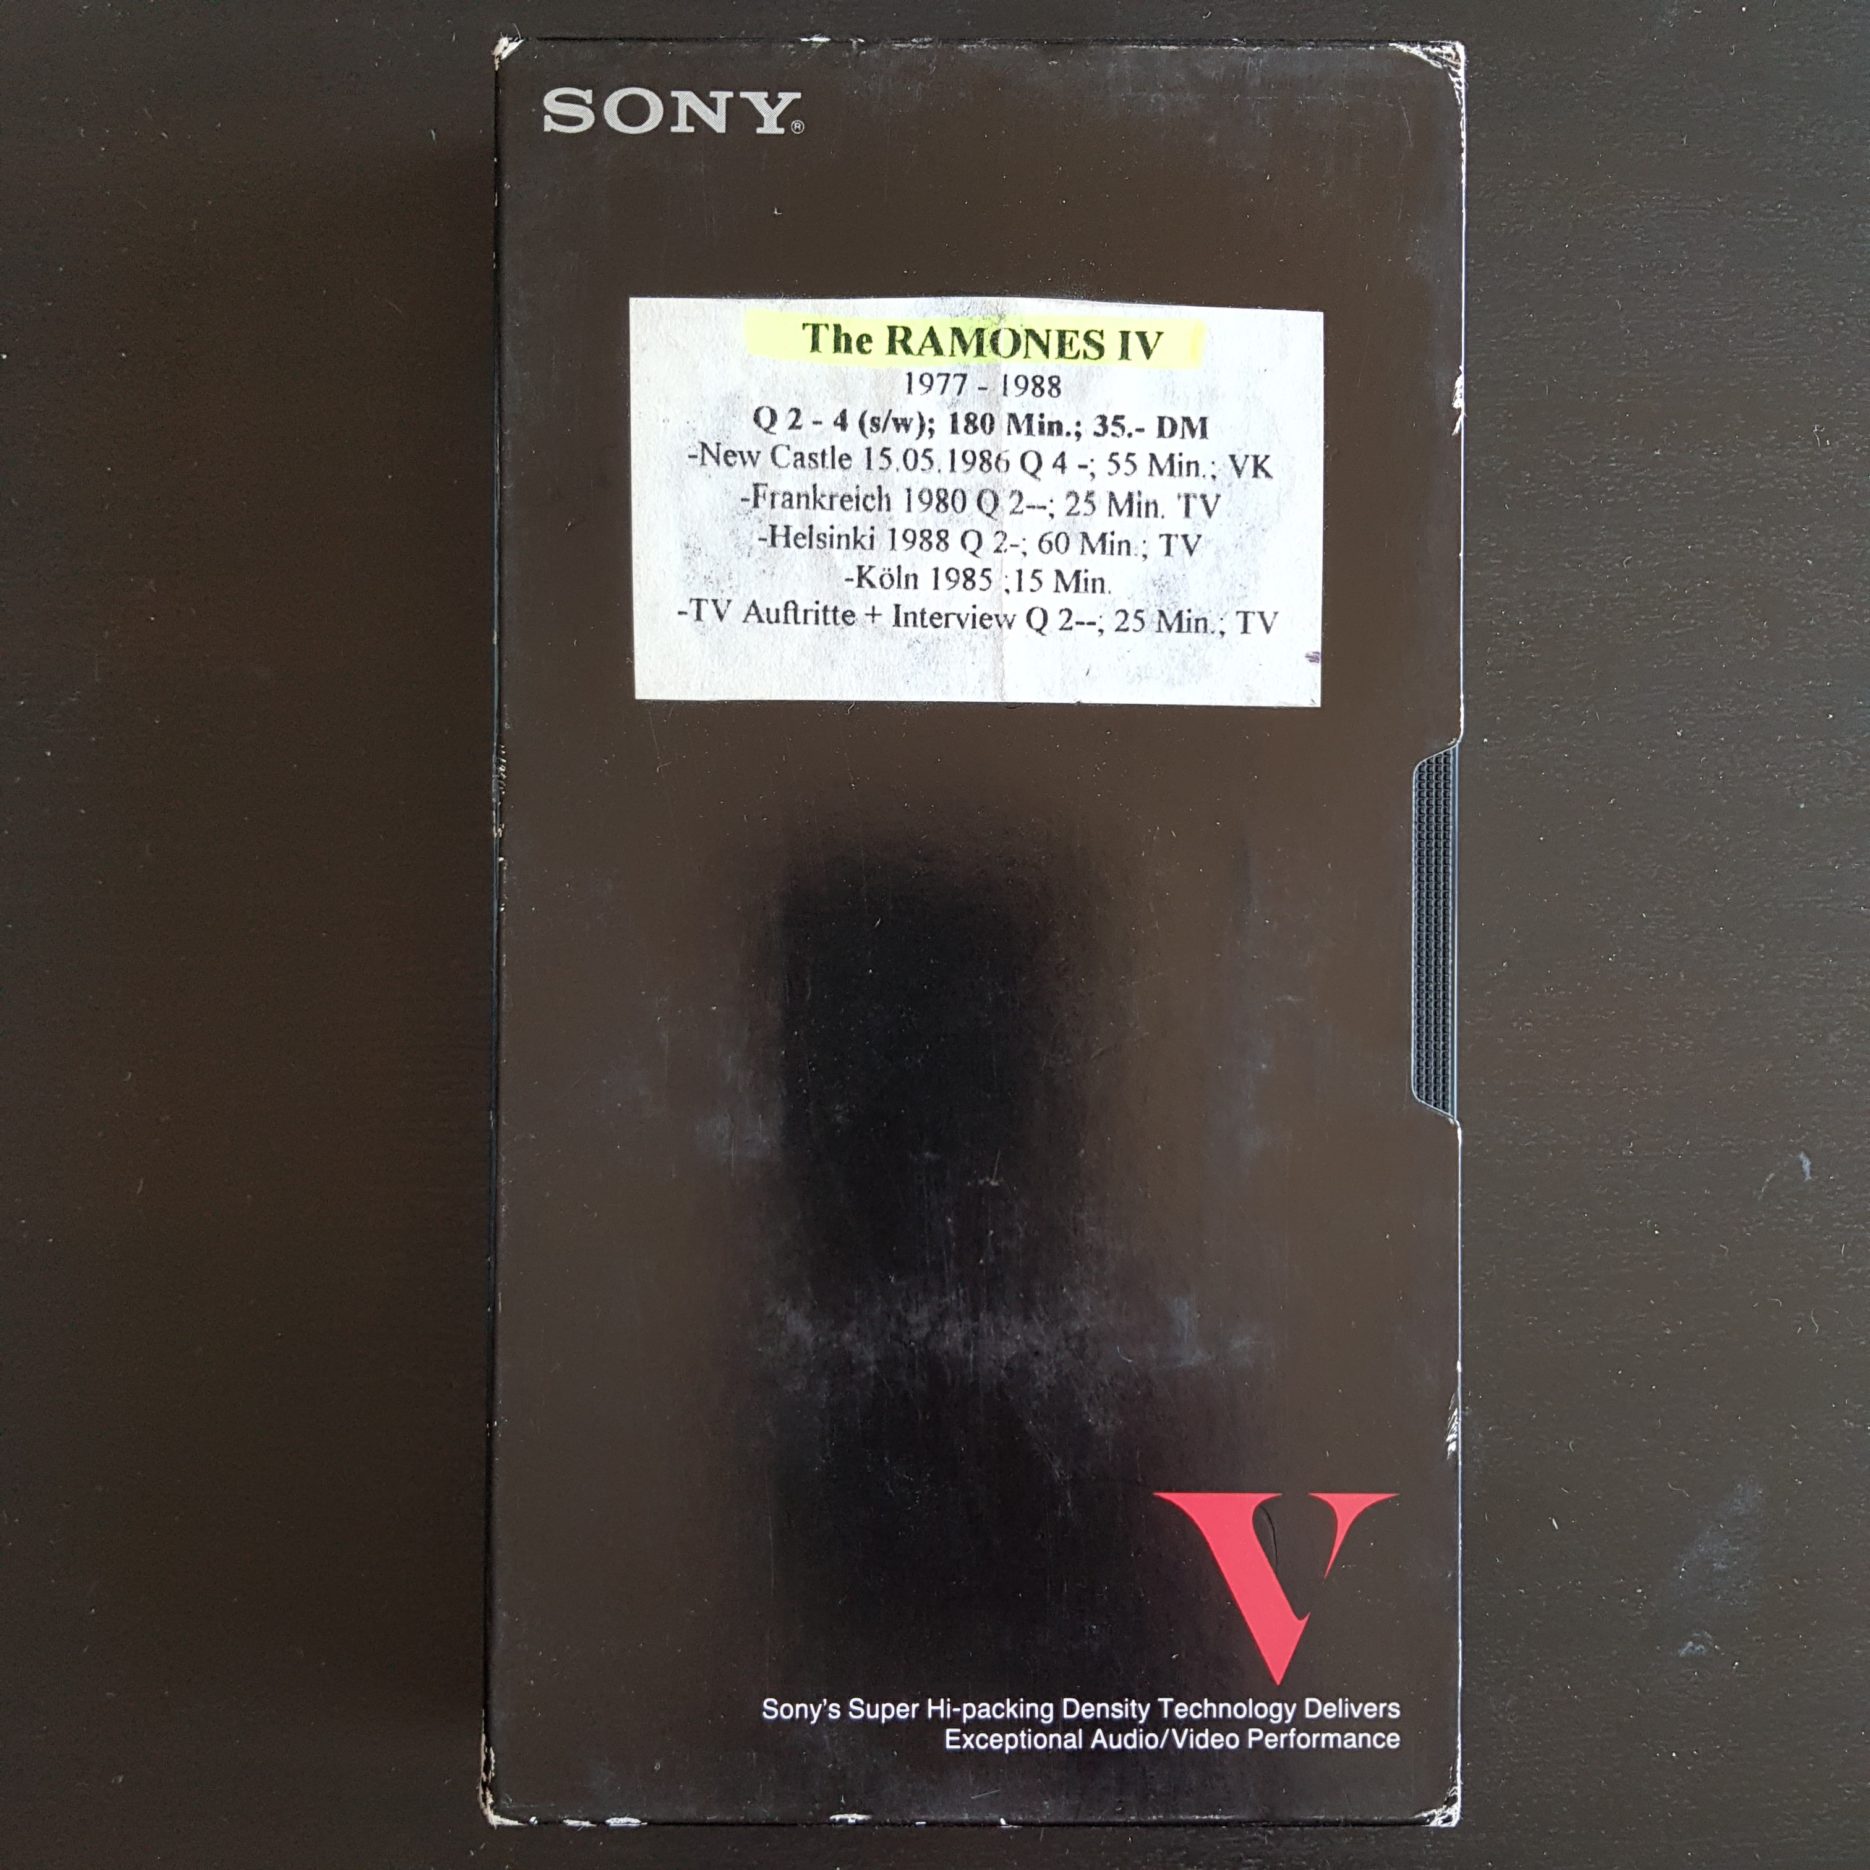 SONY®
The RAMONES IV
1977 - 1988
Q 2 - 4 (s/w); 180 Min.; 35.- DM
-New Castle 15.05.1986 Q 4 -; 55 Min.; VK
-Frankreich 1980 Q 2--; 25 Min. TV
-Helsinki 1988 Q 2-; 60 Min.; TV
-Köln 1985 ;15 Min.
-TV Auftritte + Interview Q 2--; 25 Min.; TV
V
Sony's Super Hi-packing Density Technology Delivers
Exceptional Audio/Video Performance